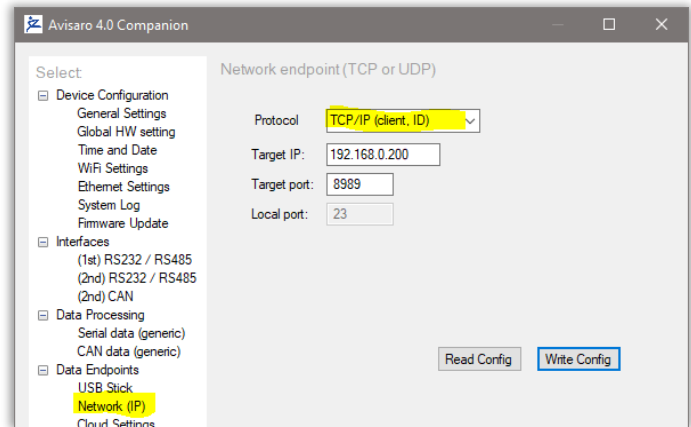 Avisaro 4.0 Companion
Select:
Device Configuration
General Settings
Global HW setting
Time and Date
WiFi Settings
Ethernet Settings
System Log
Firmware Update
Interfaces
(1st) RS232 / RS485
(2nd) RS232 / RS485
(2nd) CAN
Data Processing
Serial data (generic)
CAN data (generic)
Data Endpoints
USB Stick
Network (IP)
Cloud Settings
Network endpoint (TCP or UDP)
Protocol TCP/IP (client, ID)
Target IP: 192.168.0.200
Target port: 8989
Local port: 23
Read Config Write Config